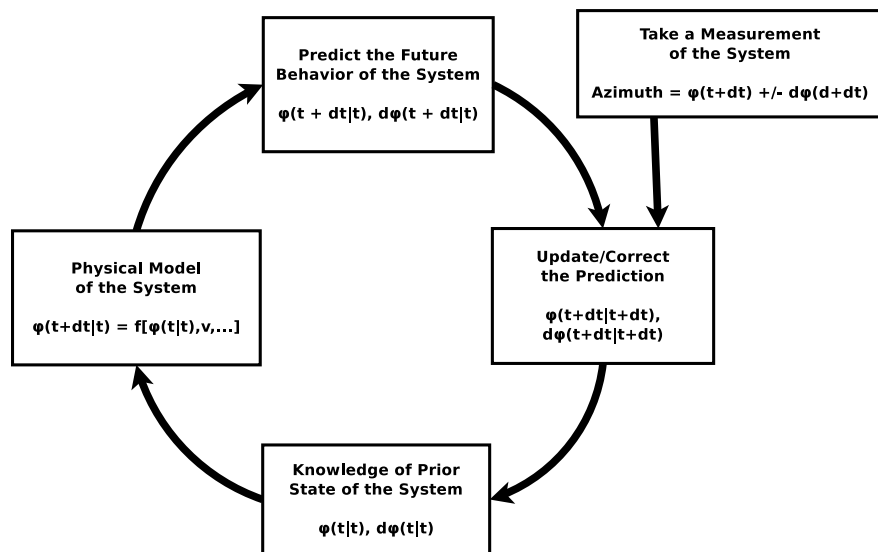 Predict the Future
Behavior of the System
φ(t + dt|t), dφ(t + dt|t)
Take a Measurement
of the System
Azimuth = φ(t+dt) +/- dφ(d+dt)
Physical Model
of the System
φ(t+dt|t) = f[φ(t|t),v,...]
Update/Correct
the Prediction
φ(t+dt|t+dt),
dφ(t+dt|t+dt)
Knowledge of Prior
State of the System
φ(t|t), dφ(t|t)